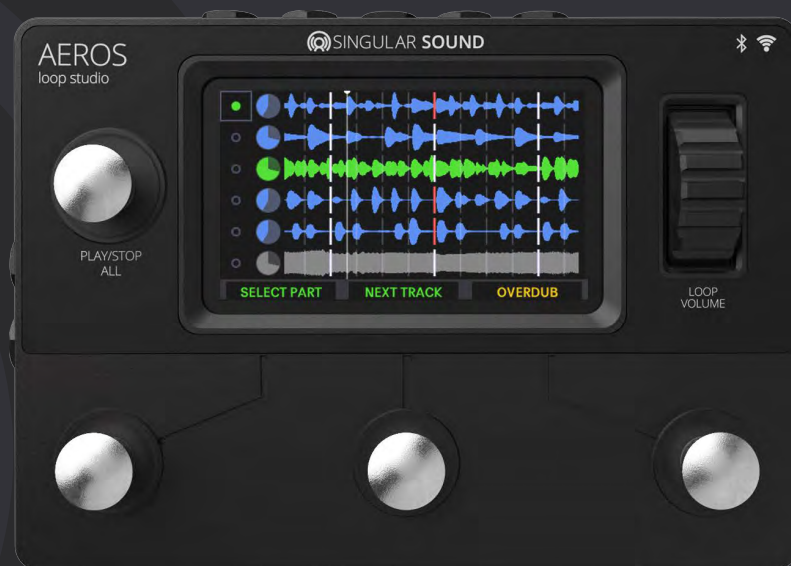 AEROS
loop studio
SINGULAR SOUND
PLAY/STOP
ALL
SELECT PART
NEXT TRACK
OVERDUB
LOOP
VOLUME